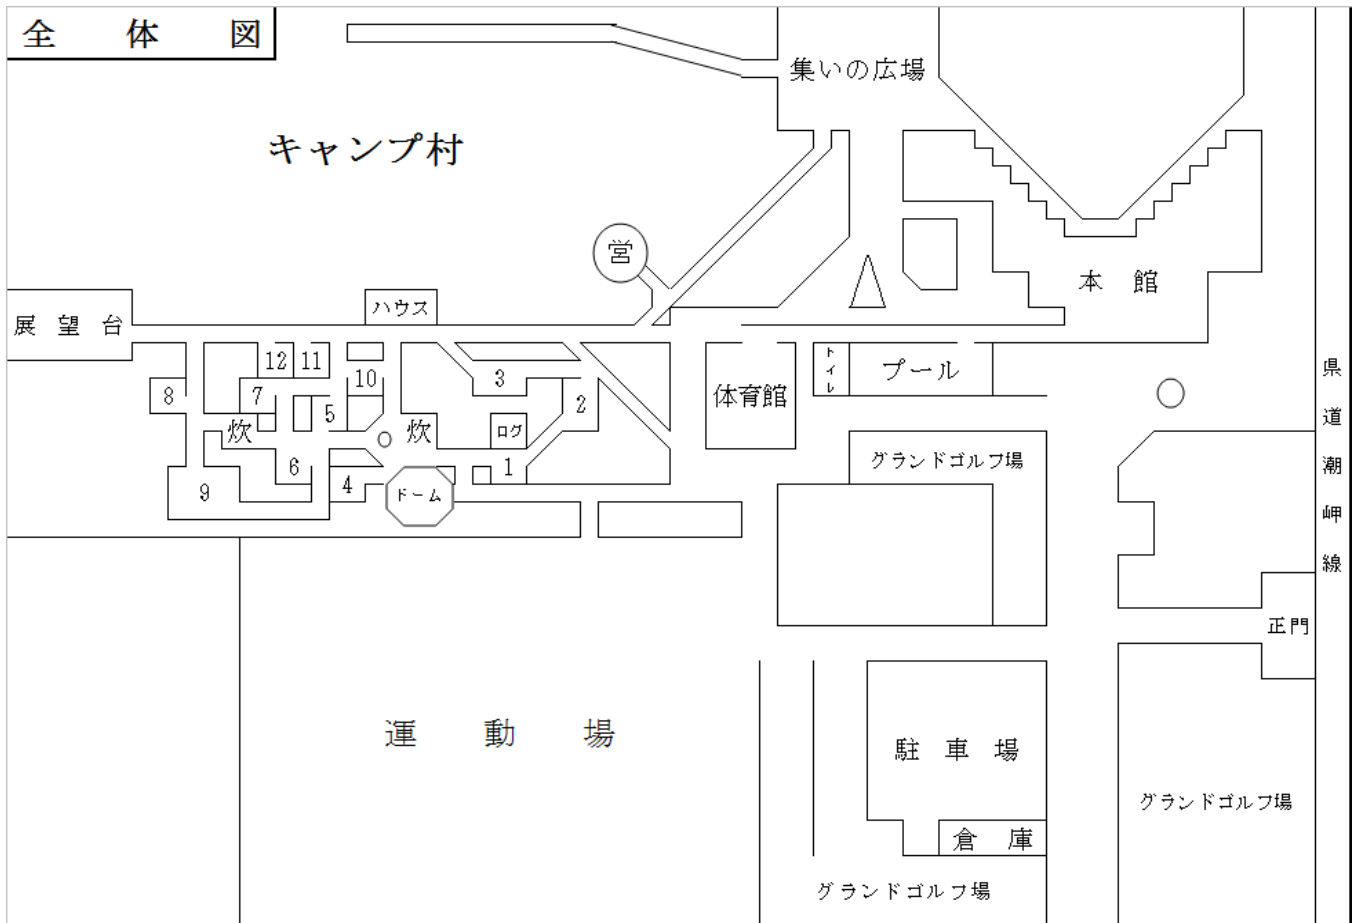 全　体　図
集いの広場
キャンプ村
営
本　館
ハウス
展　望　台
トイレ
プール
体育館
県道潮岬線
12
11
10
3
8
7
2
5
炊
炊
ログ
6
1
4
9
ドーム
グランドゴルフ場
正門
運　動　場
駐　車　場
グランドゴルフ場
倉　庫
グランドゴルフ場